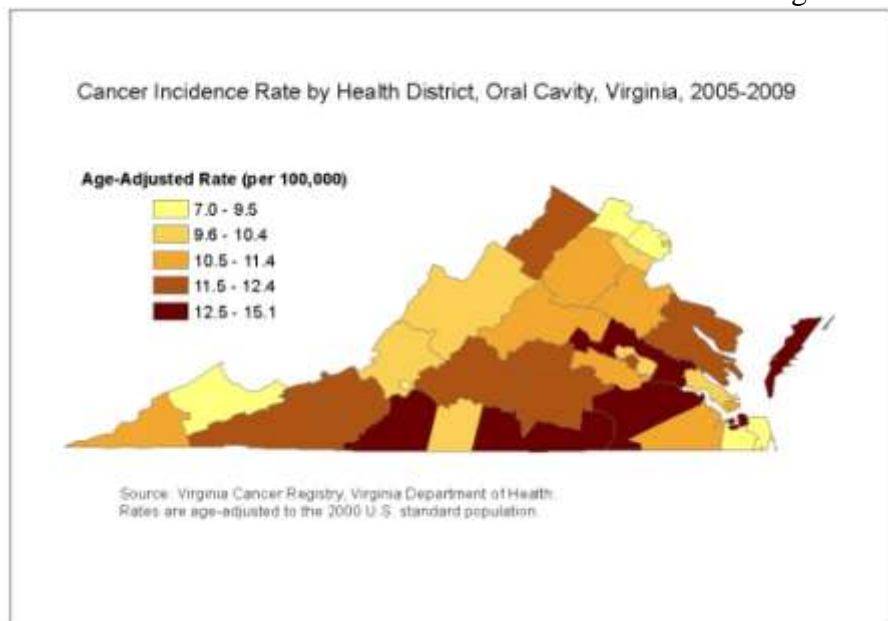 Cancer Incidence Rate by Health District, Oral Cavity, Virginia, 2005-2009
Age-Adjusted Rate (per 100,000)
7.0 - 9.5
9.6 - 10.4
10.5 - 11.4
11.5 - 12.4
12.5 - 15.1
Source: Virginia Cancer Registry, Virginia Department of Health.
Rates are age-adjusted to the 2000 U.S. standard population.